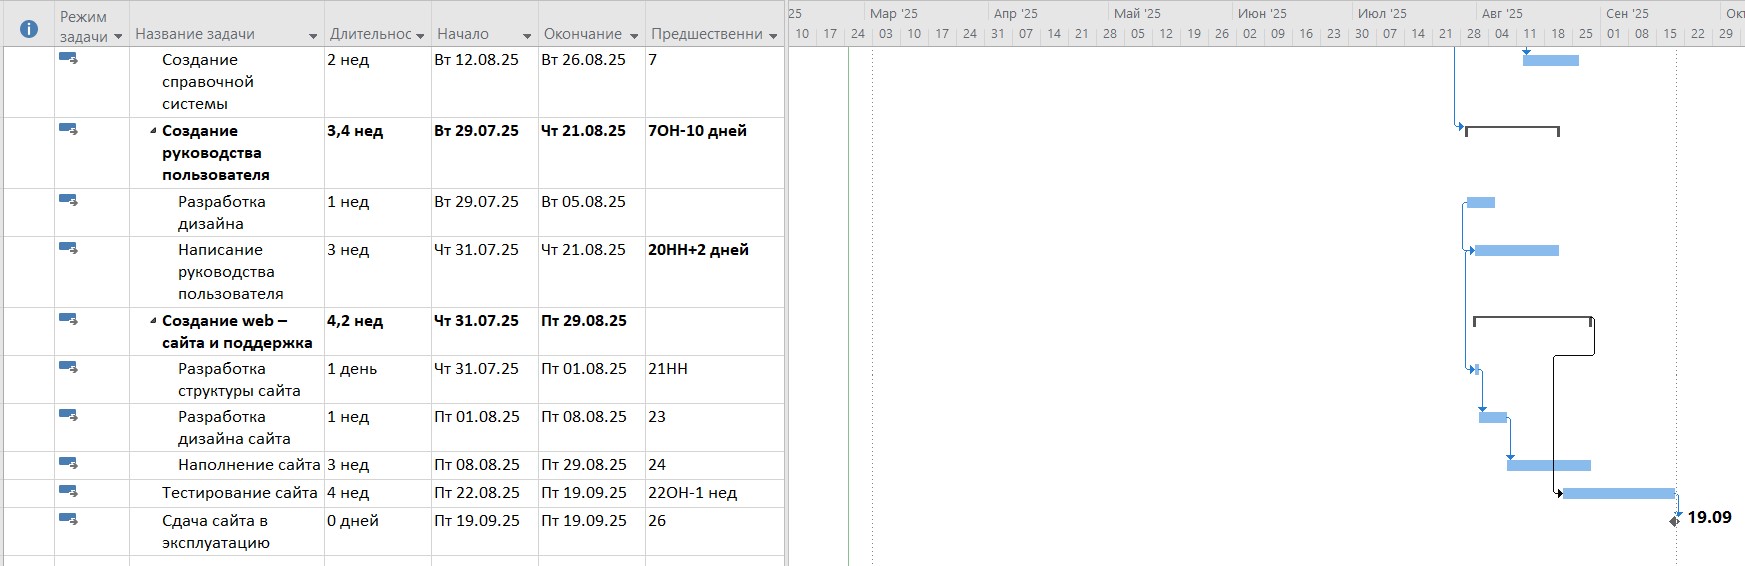 25 Мар '25 Апр '25 Май '25 Июн '25 Июл '25 Авг '25 Сен '25 Окт
10 17 24 03 10 17 24 31 07 14 21 28 05 12 19 26 02 09 16 23 30 07 14 21 28 04 11 18 25 01 08 15 22 29
Режим
задачи Название задачи Длительнос Начало Окончание Предшественни
Создание 2 нед Вт 12.08.25 Вт 26.08.25 7
справочной
системы
Создание 3,4 нед Вт 29.07.25 Чт 21.08.25 7ОН-10 дней
руководства
пользователя
Разработка 1 нед Вт 29.07.25 Вт 05.08.25
дизайна
Написание 3 нед Чт 31.07.25 Чт 21.08.25 20НН+2 дней
руководства
пользователя
Создание web – 4,2 нед Чт 31.07.25 Пт 29.08.25
сайта и поддержка
Разработка 1 день Чт 31.07.25 Пт 01.08.25 21НН
структуры сайта
Разработка 1 нед Пт 01.08.25 Пт 08.08.25 23
дизайна сайта
Наполнение сайта 3 нед Пт 08.08.25 Пт 29.08.25 24
Тестирование сайта 4 нед Пт 22.08.25 Пт 19.09.25 22ОН-1 нед
Сдача сайта в 0 дней Пт 19.09.25 Пт 19.09.25 26 19.09
эксплуатацию